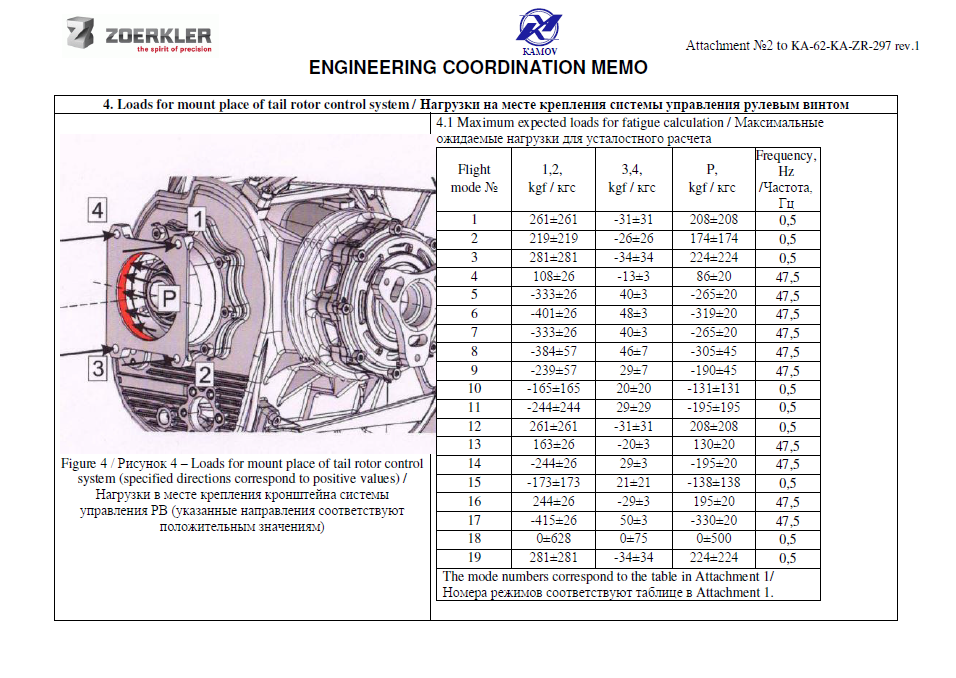 ZOERKLER
the spirit of precision
KAMOV
Attachment №2 to KA-62-KA-ZR-297 rev.1
ENGINEERING COORDINATION MEMO
4. Loads for mount place of tail rotor control system / Нагрузки на месте крепления системы управления рулевым винтом
4
1
P
3
2
Figure 4 / Рисунок 4 – Loads for mount place of tail rotor control
system (specified directions correspond to positive values) /
Нагрузки в месте крепления кронштейна системы
управления РВ (указанные направления соответствуют
положительным значениям)
4.1 Maximum expected loads for fatigue calculation / Максимальные
ожидаемые нагрузки для усталостного расчета
Flight mode № 1,2, kgf / кгс 3,4, kgf / кгс P, kgf / кгс Frequency, Hz /Частота, Гц
1 261±261 -31±31 208±208 0,5
2 219±219 -26±26 174±174 0,5
3 281±281 -34±34 224±224 0,5
4 108±26 -13±3 86±20 47,5
5 -333±26 40±3 -265±20 47,5
6 -401±26 48±3 -319±20 47,5
7 -333±26 40±3 -265±20 47,5
8 -384±57 46±7 -305±45 47,5
9 -239±57 29±7 -190±45 47,5
10 -165±165 20±20 -131±131 0,5
11 -244±244 29±29 -195±195 0,5
12 261±261 -31±31 208±208 0,5
13 163±26 -20±3 130±20 47,5
14 -244±26 29±3 -195±20 47,5
15 -173±173 21±21 -138±138 0,5
16 244±26 -29±3 195±20 47,5
17 -415±26 50±3 -330±20 47,5
18 0±628 0±75 0±500 0,5
19 281±281 -34±34 224±224 0,5
The mode numbers correspond to the table in Attachment 1/
Номера режимов соответствуют таблице в Attachment 1.